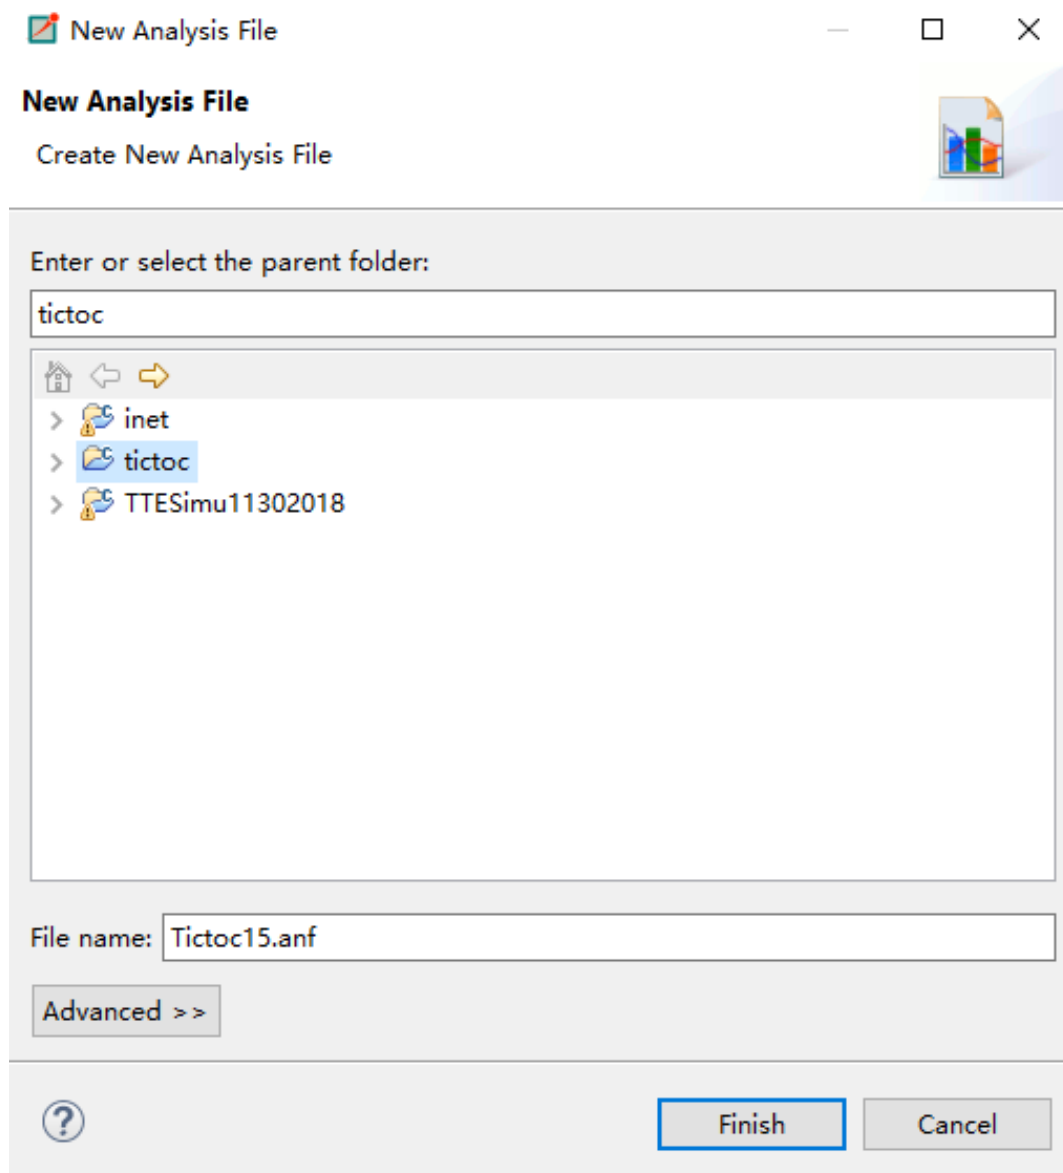 New Analysis File
New Analysis File
Create New Analysis File
Enter or select the parent folder:
tictoc
inet
tictoc
TTESimu11302018
File name: Tictoc15.anf
Advanced >>
Finish Cancel